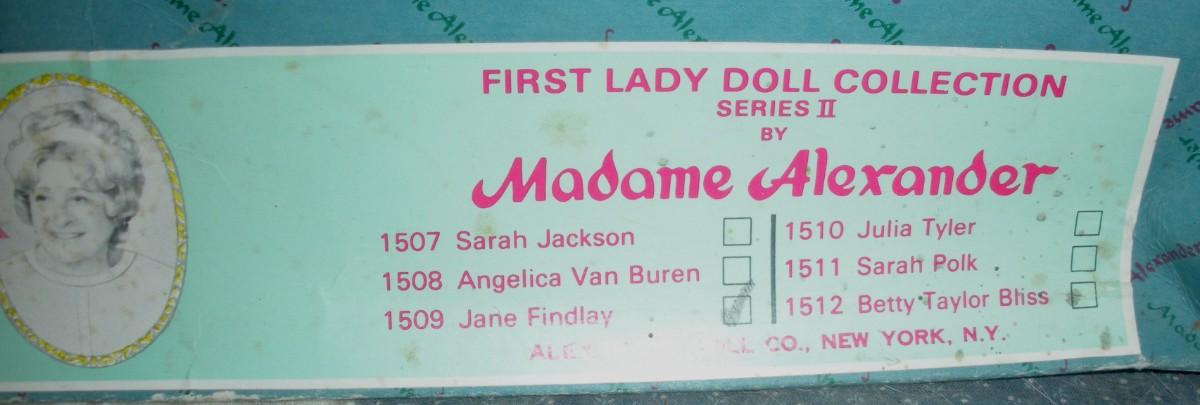 FIRST LADY DOLL COLLECTION
SERIES II
BY
Madame Alexander
1507 Sarah Jackson
1508 Angelica Van Buren
1509 Jane Findlay
1510 Julia Tyler
1511 Sarah Polk
1512 Betty Taylor Bliss
CO., NEW YORK, N.Y.